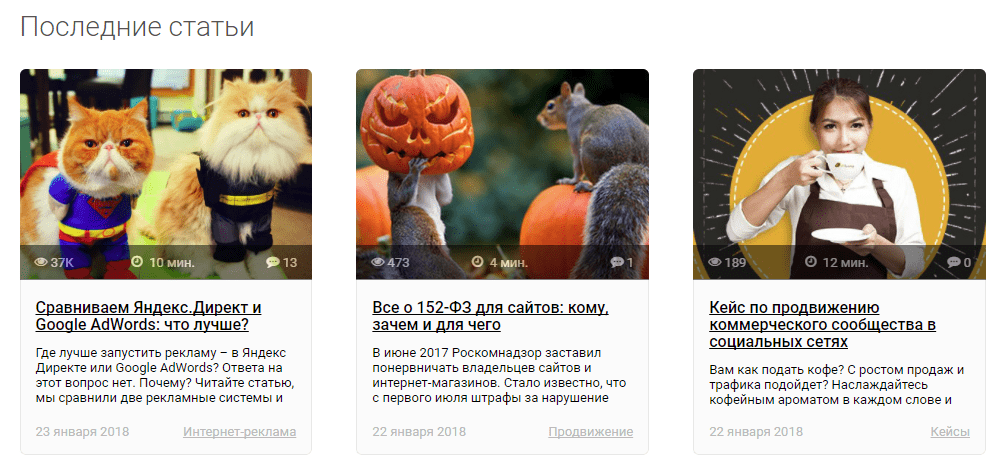 Последние статьи
37K
10 мин.
13
Сравниваем Яндекс.Директ и
Google AdWords: что лучше?
Где лучше запустить рекламу – в Яндекс
Директе или Google AdWords? Ответа на
этот вопрос нет. Почему? Читайте статью,
мы сравнили две рекламные системы и
23 января 2018
Интернет-реклама
473
4 мин.
1
Все о 152-ФЗ для сайтов: кому,
зачем и для чего
В июне 2017 Роскомнадзор заставил
понервничать владельцев сайтов и
интернет-магазинов. Стало известно, что
с первого июля штрафы за нарушение
22 января 2018
Продвижение
189
12 мин.
0
Кейс по продвижению
коммерческого сообщества в
социальных сетях
Вам как подать кофе? С ростом продаж и
трафика подойдет? Наслаждайтесь
кофейным ароматом в каждом слове и
22 января 2018
Кейсы